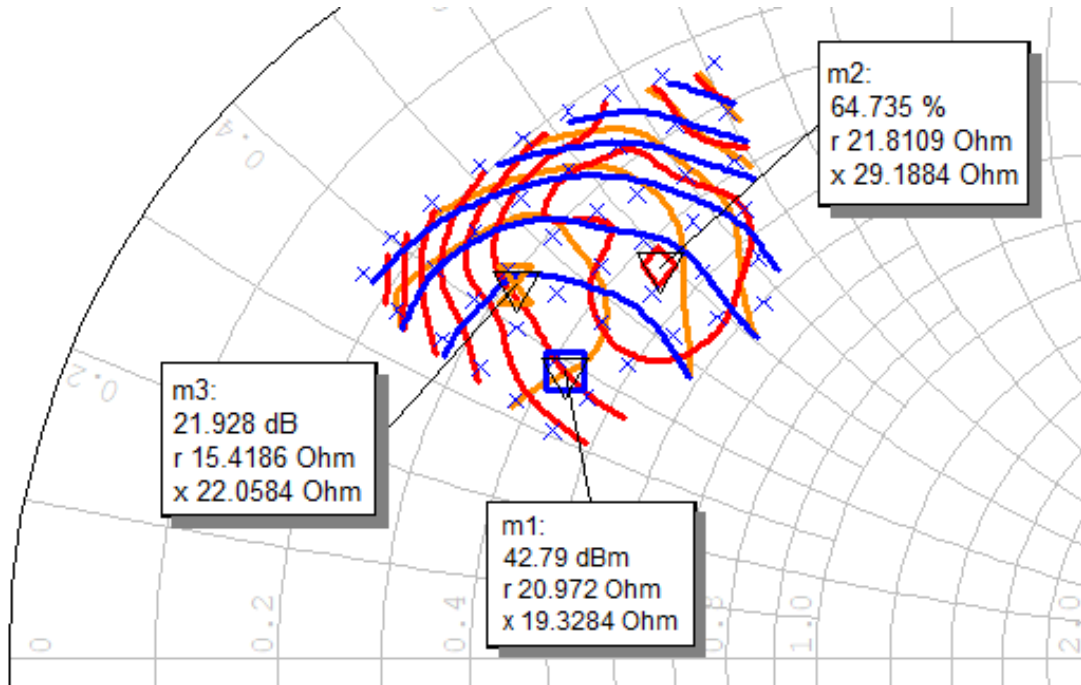 m2:
64.735 %
r 21.8109 Ohm
x 29.1884 Ohm
0.4
0.2
m3:
21.928 dB
r 15.4186 Ohm
x 22.0584 Ohm
m1:
42.79 dBm
r 20.972 Ohm
x 19.3284 Ohm
0
0.2
0.4
0.8
1.0
2.0